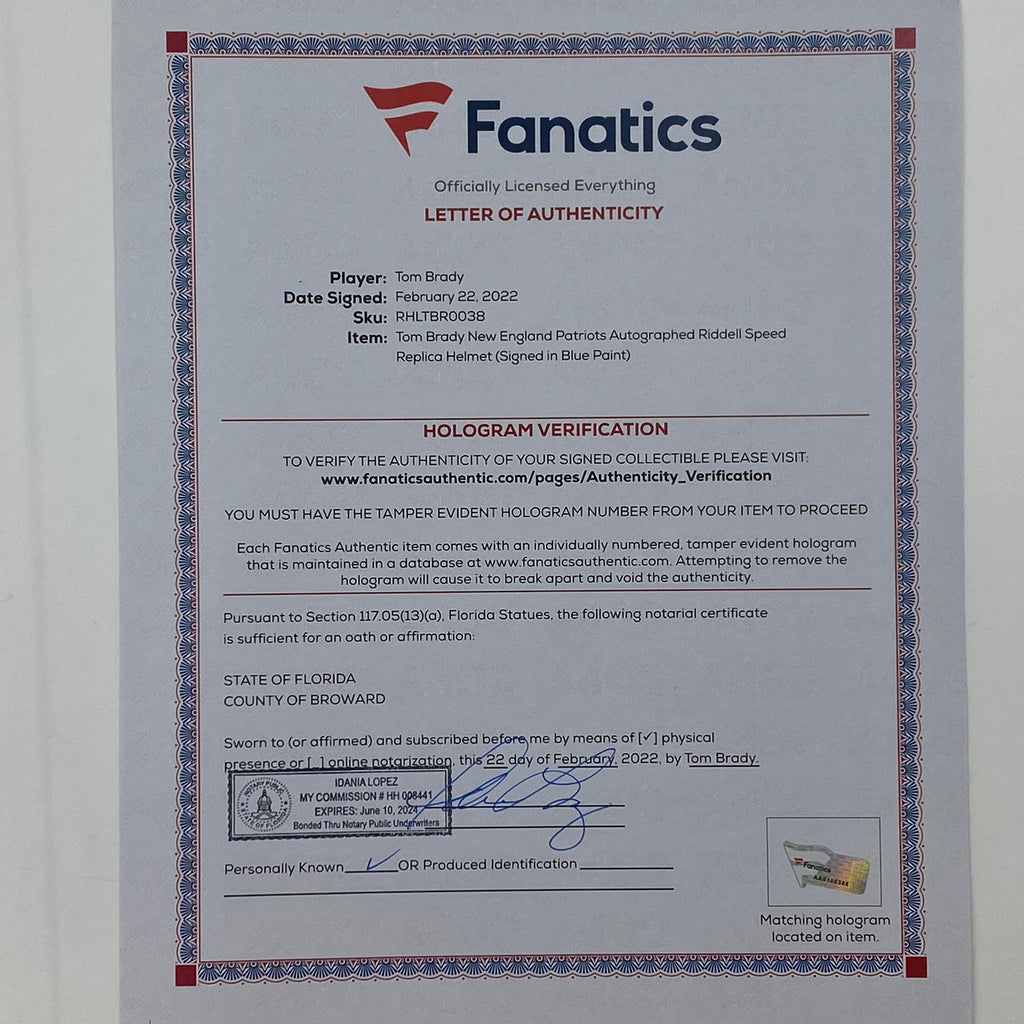 Fanatics
Officially Licensed Everything
LETTER OF AUTHENTICITY
Player: Tom Brady
Date Signed: February 22, 2022
Sku: RHLTBR0038
Item: Tom Brady New England Patriots Autographed Riddell Speed
Replica Helmet (Signed in Blue Paint)
HOLOGRAM VERIFICATION
TO VERIFY THE AUTHENTICITY OF YOUR SIGNED COLLECTIBLE PLEASE VISIT:
www.fanaticsauthentic.com/pages/Authenticity_Verification
YOU MUST HAVE THE TAMPER EVIDENT HOLOGRAM NUMBER FROM YOUR ITEM TO PROCEED
Each Fanatics Authentic item comes with an individually numbered, tamper evident hologram
that is maintained in a database at www.fanaticsauthentic.com. Attempting to remove the
hologram will cause it to break apart and void the authenticity.
Pursuant to Section 117.05(13)(a), Florida Statues, the following notarial certificate
is sufficient for an oath or affirmation:
STATE OF FLORIDA
COUNTY OF BROWARD
Sworn to (or affirmed) and subscribed before me by means of [✓] physical
presence or [ ] online notarization, this 22 day of February, 2022, by Tom Brady.
NOTARY PUBLIC
STATE OF FLORIDA
IDANIA LOPEZ
MY COMMISSION # HH 008441
EXPIRES: June 10, 2024
Bonded Thru Notary Public Underwriters
Personally Known ✓ OR Produced Identification
Fanatics
Matching hologram
located on item.